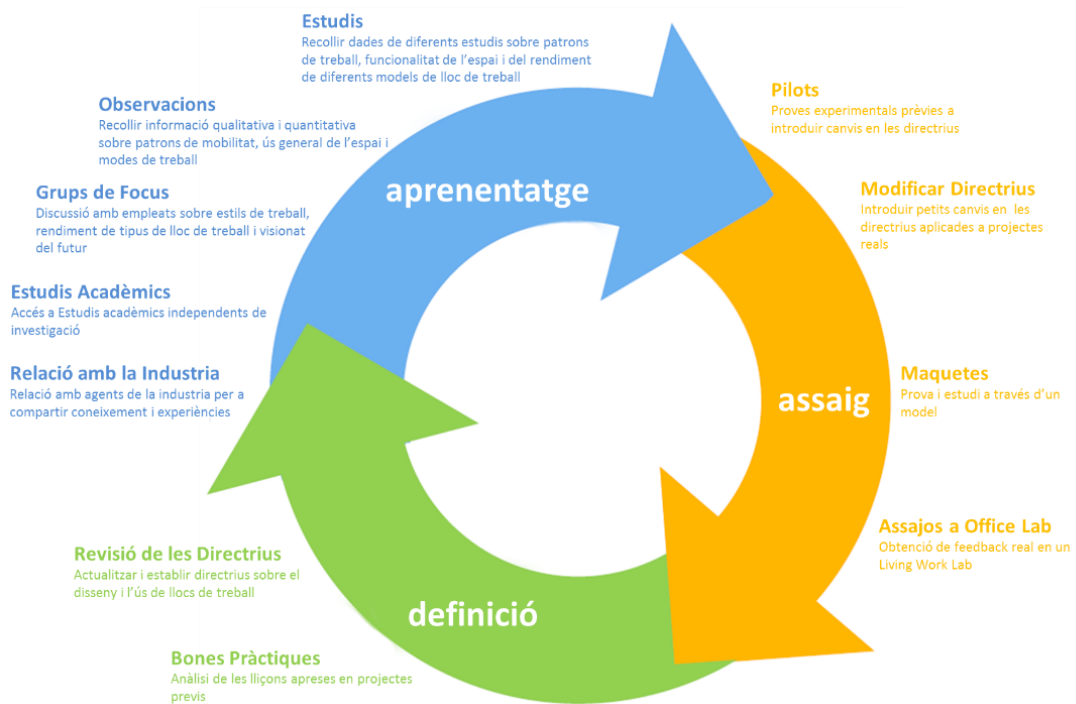 Estudis
Recollir dades de diferents estudis sobre patrons
de treball, funcionalitat de l'espai i del rendiment
de diferents models de lloc de treball
Observacions
Recollir informació qualitativa i quantitativa
sobre patrons de mobilitat, ús general de l'espai i
modes de treball
Grups de Focus
Discussió amb empleats sobre estils de treball,
rendiment de tipus de lloc de treball i visionat
del futur
Estudis Acadèmics
Accés a Estudis acadèmics independents de
investigació
Relació amb la Industria
Relació amb agents de la industria per a
compartir coneixement i experiències
aprenentatge
Pilots
Proves experimentals prèvies a
introduir canvis en les directrius
Modificar Directrius
Introduir petits canvis en les
directrius aplicades a projectes
reals
assaig
Maquetes
Prova i estudi a través d'un
model
Assajos a Office Lab
Obtenció de feedback real en un
Living Work Lab
Revisió de les Directrius
Actualitzar i establir directrius sobre el
disseny i l'ús de llocs de treball
definició
Bones Pràctiques
Anàlisi de les lliçons apreses en projectes
previs